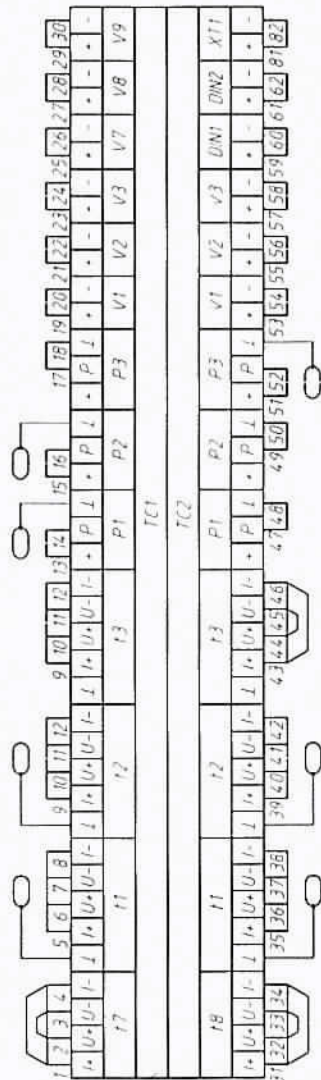 1 2 3 4 5 6 7 8 9 10 11 12 9 10 11 12 13 14 15 16 17 18 19 20 21 22 23 24 25 26 27 28 29 30
I+ U+ U- I- ⊥ I+ U+ U- I- ⊥ I+ U+ U- I- ⊥ I+ U+ U- I- + P ⊥ + P ⊥ + P ⊥ + - + - + - + - + - + -
t7 t1 t2 t3 P1 P2 P3 V1 V2 V3 V7 V8 V9
TC1
TC2
t8 t1 t2 t3 P1 P2 P3 V1 V2 V3 DIN1 DIN2 X11
I+ U+ U- I- ⊥ I+ U+ U- I- ⊥ I+ U+ U- I- ⊥ I+ U+ U- I- + P ⊥ + P ⊥ + P ⊥ + - + - + - + - + - + -
31 32 33 34 35 36 37 38 39 40 41 42 43 44 45 46 47 48 49 50 51 52 53 54 55 56 57 58 59 60 61 62 81 82